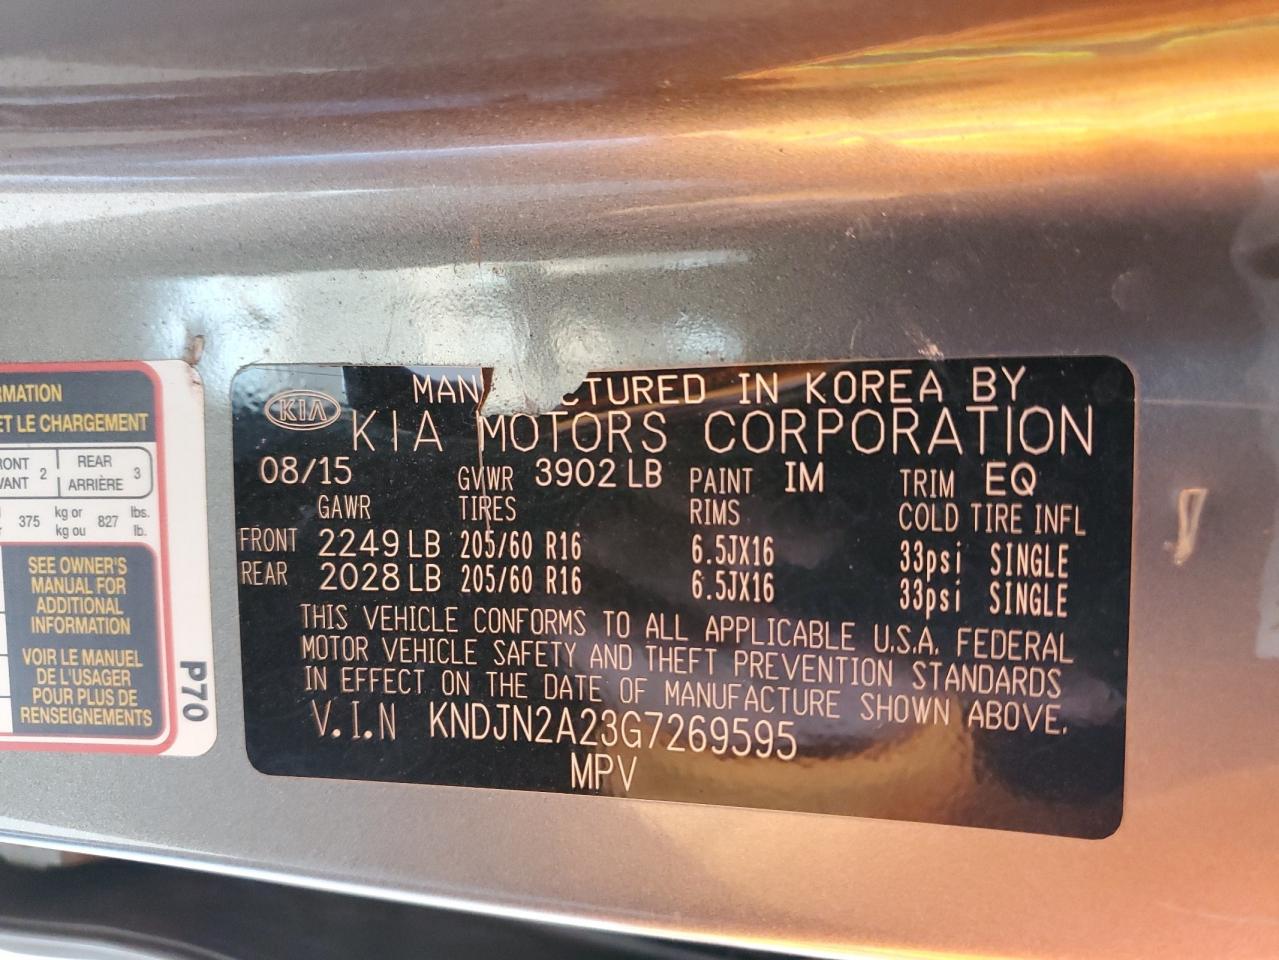 RMATION
ET LE CHARGEMENT
RONT 2 REAR 3
VANT ARRIÈRE
375 kg or 827 lbs.
kg ou lb.
SEE OWNER'S
MANUAL FOR
ADDITIONAL
INFORMATION
VOIR LE MANUEL
DE L'USAGER
POUR PLUS DE
RENSEIGNEMENTS
P70
KIA
MAN CTURED IN KOREA BY
KIA MOTORS CORPORATION
08/15 GVWR 3902 LB PAINT IM TRIM EQ
GAWR TIRES RIMS COLD TIRE INFL
FRONT 2249 LB 205/60 R16 6.5JX16 33psi SINGLE
REAR 2028 LB 205/60 R16 6.5JX16 33psi SINGLE
THIS VEHICLE CONFORMS TO ALL APPLICABLE U.S.A. FEDERAL
MOTOR VEHICLE SAFETY AND THEFT PREVENTION STANDARDS
IN EFFECT ON THE DATE OF MANUFACTURE SHOWN ABOVE.
V.I.N KNDJN2A23G7269595
MPV